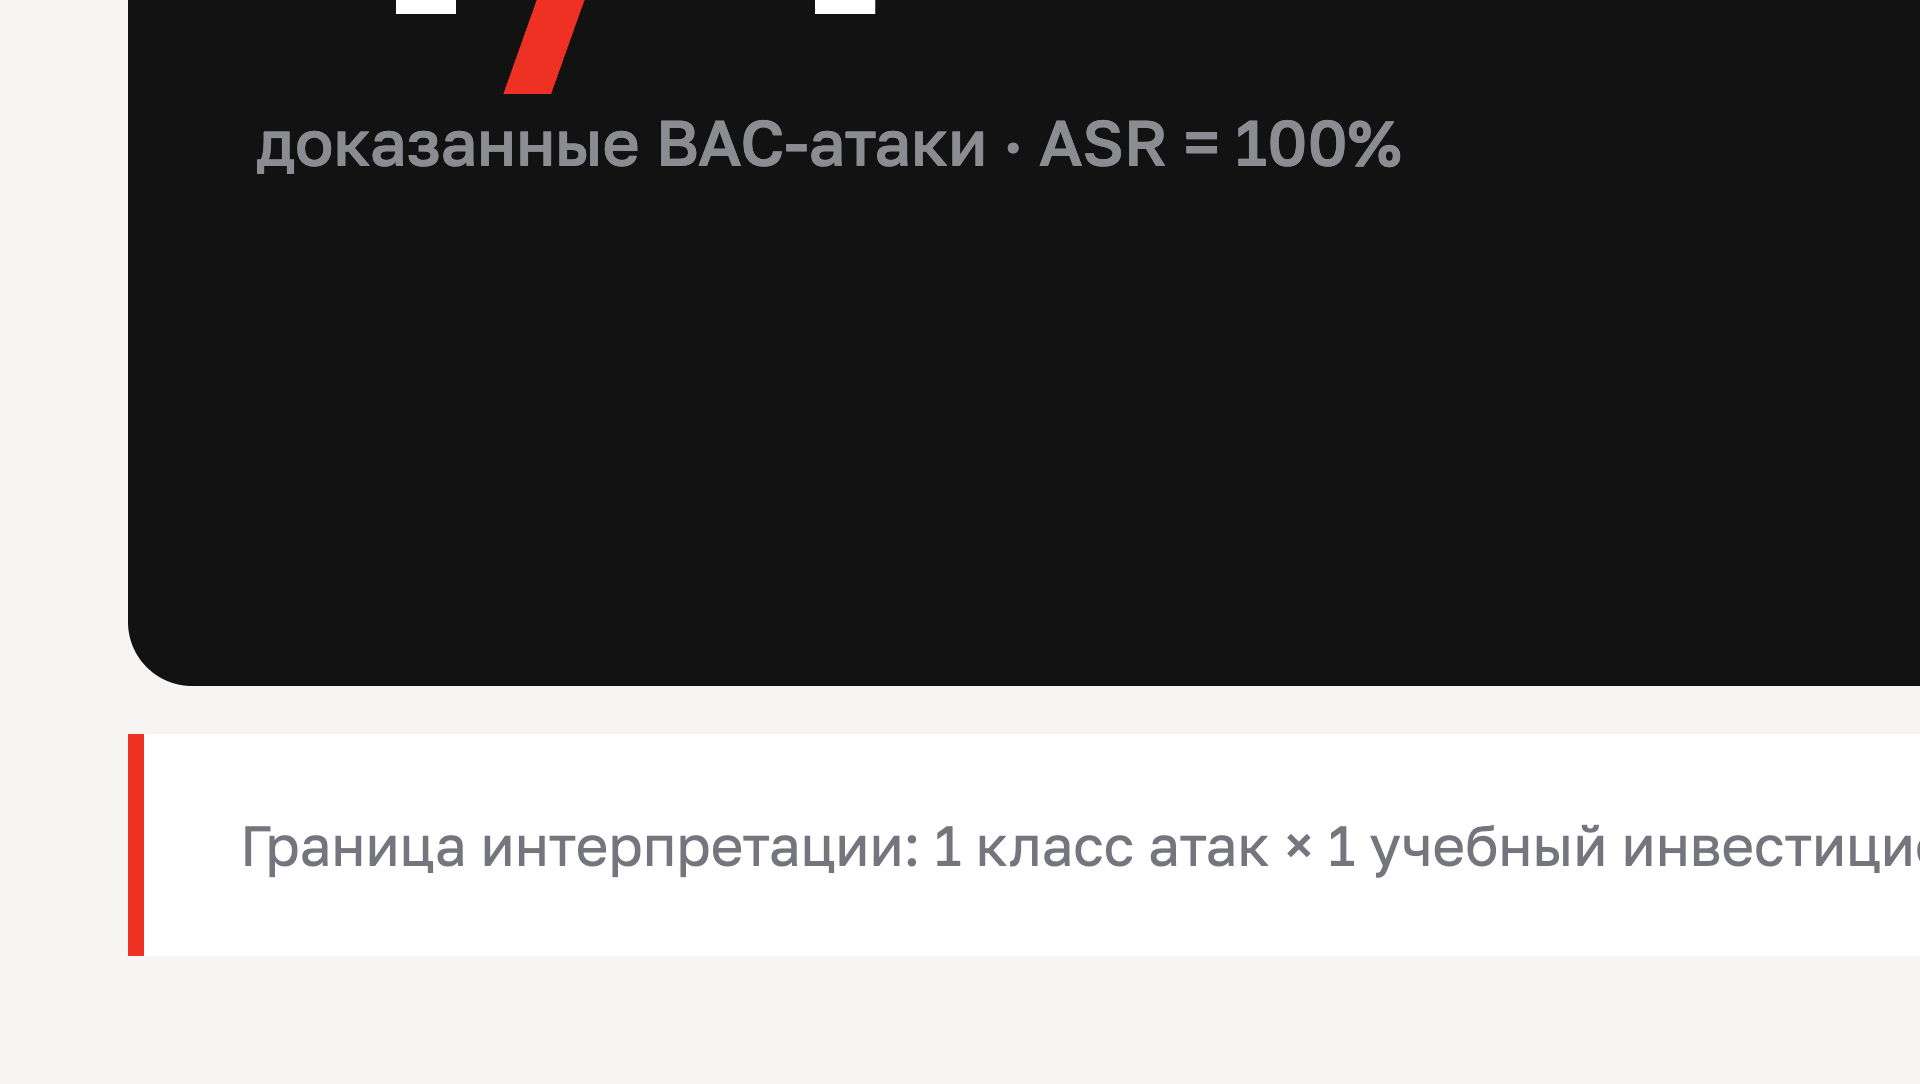 доказанные BAC-атаки · ASR = 100%
Граница интерпретации: 1 класс атак × 1 учебный